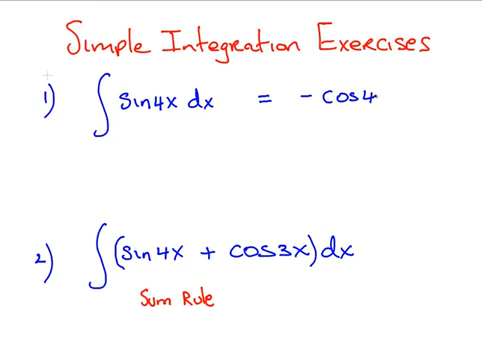 Simple Integration Exercises
1) ∫ sin4x dx = - cos4
2) ∫(sin4x + cos3x)dx
Sum Rule